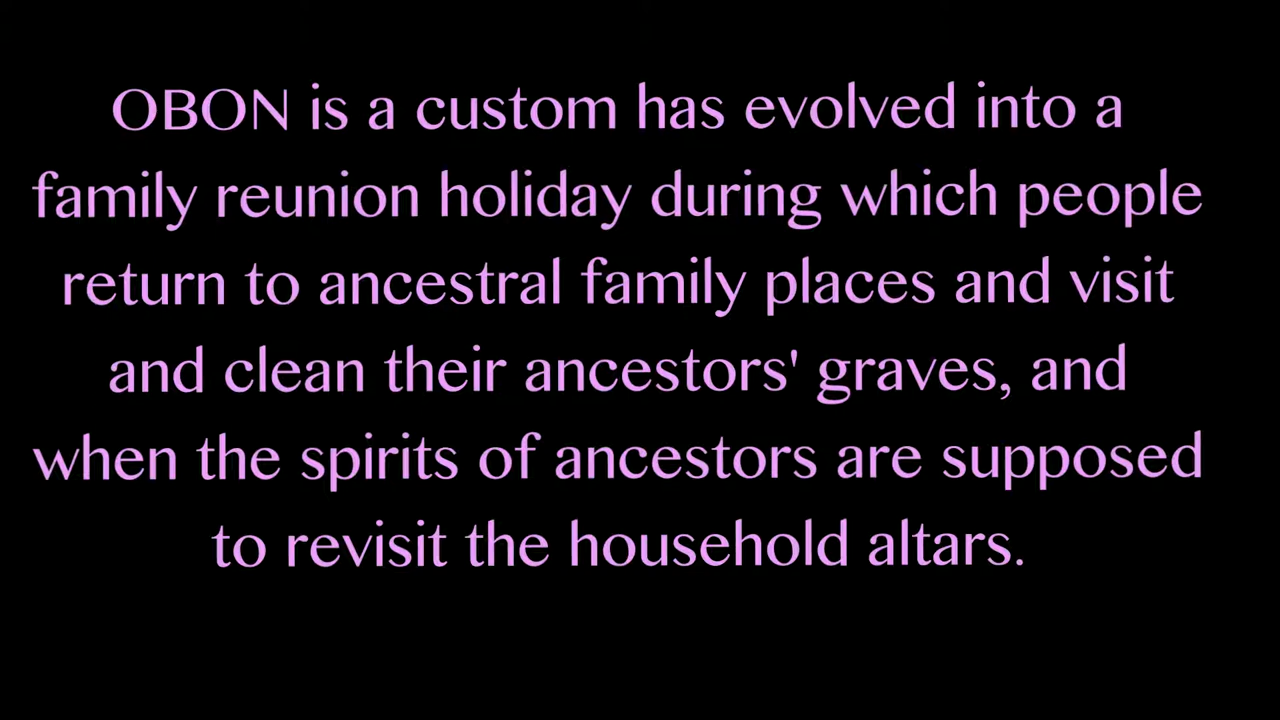 OBON is a custom has evolved into a
family reunion holiday during which people
return to ancestral family places and visit
and clean their ancestors' graves, and
when the spirits of ancestors are supposed
to revisit the household altars.